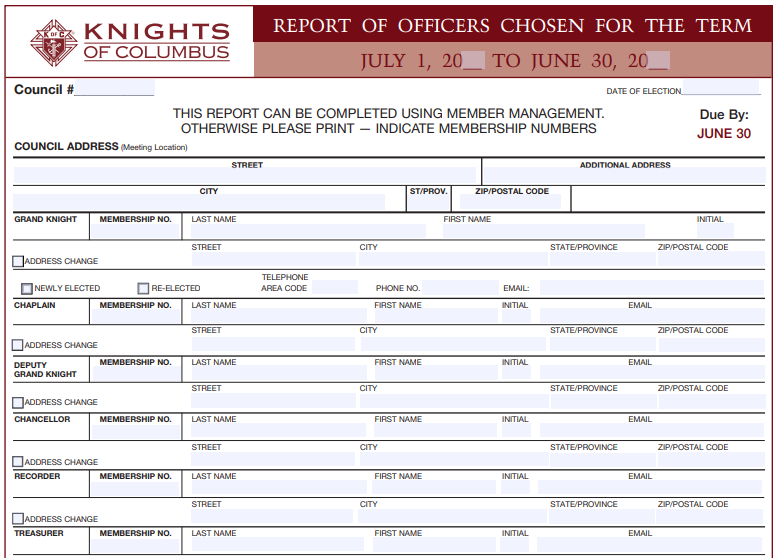 K of C
KNIGHTS
OF COLUMBUS
REPORT OF OFFICERS CHOSEN FOR THE TERM
JULY 1, 20__ TO JUNE 30, 20__
Council #
DATE OF ELECTION
THIS REPORT CAN BE COMPLETED USING MEMBER MANAGEMENT.
OTHERWISE PLEASE PRINT — INDICATE MEMBERSHIP NUMBERS
Due By:
JUNE 30
COUNCIL ADDRESS (Meeting Location)
STREET ADDITIONAL ADDRESS
CITY ST/PROV. ZIP/POSTAL CODE
GRAND KNIGHT MEMBERSHIP NO. LAST NAME FIRST NAME INITIAL
STREET CITY STATE/PROVINCE ZIP/POSTAL CODE
ADDRESS CHANGE
NEWLY ELECTED RE-ELECTED TELEPHONE AREA CODE PHONE NO. EMAIL:
CHAPLAIN MEMBERSHIP NO. LAST NAME FIRST NAME INITIAL EMAIL
STREET CITY STATE/PROVINCE ZIP/POSTAL CODE
ADDRESS CHANGE
DEPUTY GRAND KNIGHT MEMBERSHIP NO. LAST NAME FIRST NAME INITIAL EMAIL
STREET CITY STATE/PROVINCE ZIP/POSTAL CODE
ADDRESS CHANGE
CHANCELLOR MEMBERSHIP NO. LAST NAME FIRST NAME INITIAL EMAIL
STREET CITY STATE/PROVINCE ZIP/POSTAL CODE
ADDRESS CHANGE
RECORDER MEMBERSHIP NO. LAST NAME FIRST NAME INITIAL EMAIL
STREET CITY STATE/PROVINCE ZIP/POSTAL CODE
ADDRESS CHANGE
TREASURER MEMBERSHIP NO. LAST NAME FIRST NAME INITIAL EMAIL